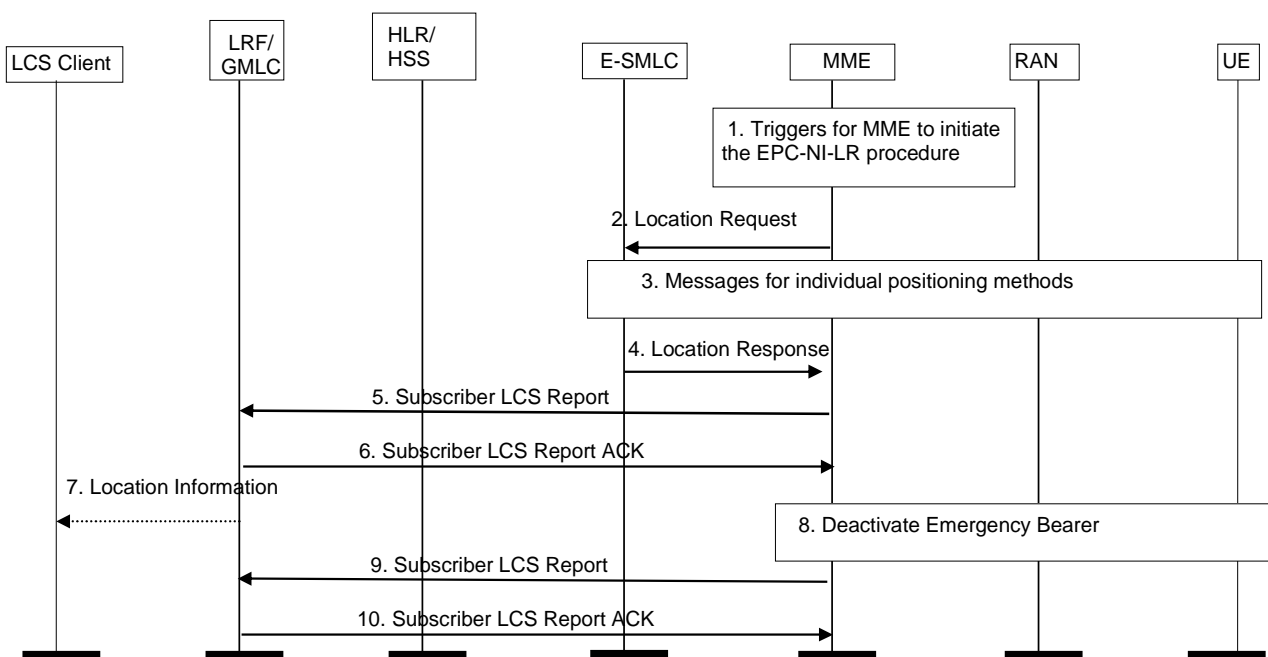 LCS Client
LRF/
GMLC
HLR/
HSS
E-SMLC
MME
RAN
UE
1. Triggers for MME to initiate
the EPC-NI-LR procedure
2. Location Request
3. Messages for individual positioning methods
4. Location Response
5. Subscriber LCS Report
6. Subscriber LCS Report ACK
7. Location Information
8. Deactivate Emergency Bearer
9. Subscriber LCS Report
10. Subscriber LCS Report ACK